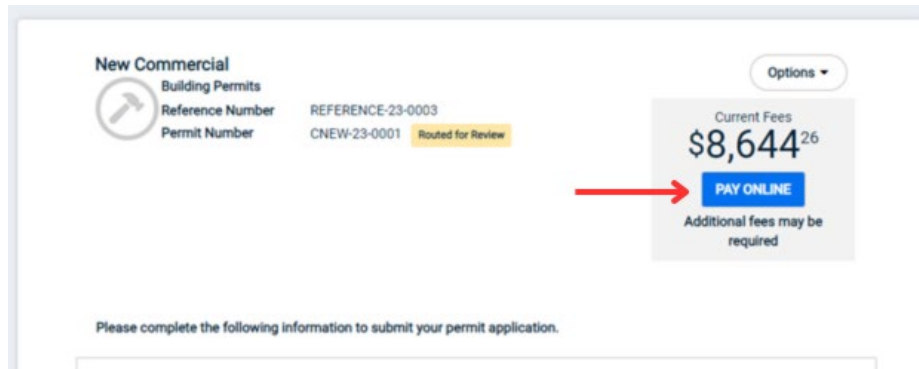 New Commercial
Building Permits
Reference Number REFERENCE-23-0003
Permit Number CNEW-23-0001 Routed for Review
Options
Current Fees
$8,644 26
PAY ONLINE
Additional fees may be
required
Please complete the following information to submit your permit application.